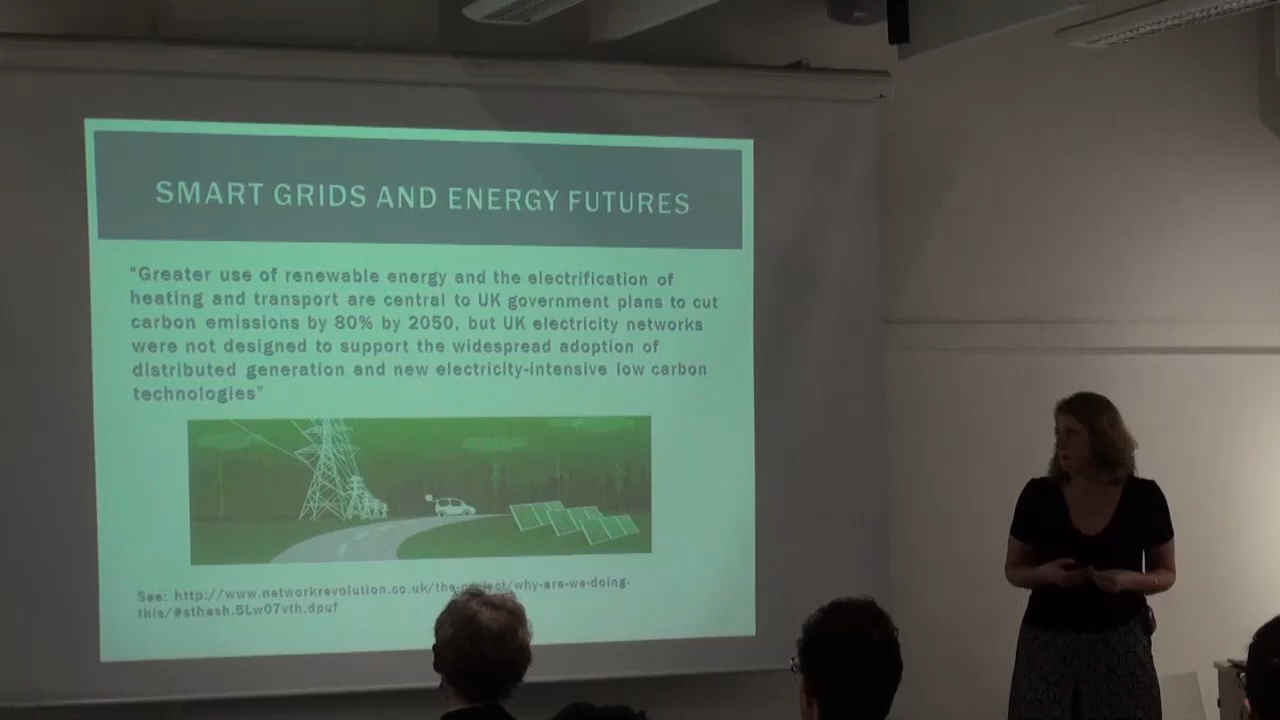 SMART GRIDS AND ENERGY FUTURES
“Greater use of renewable energy and the electrification of
heating and transport are central to UK government plans to cut
carbon emissions by 80% by 2050, but UK electricity networks
were not designed to support the widespread adoption of
distributed generation and new electricity-intensive low carbon
technologies”
See: http://www.networkrevolution.co.uk/the-project/why-are-we-doing-
this/#sthash.5Lw07vth.dpuf